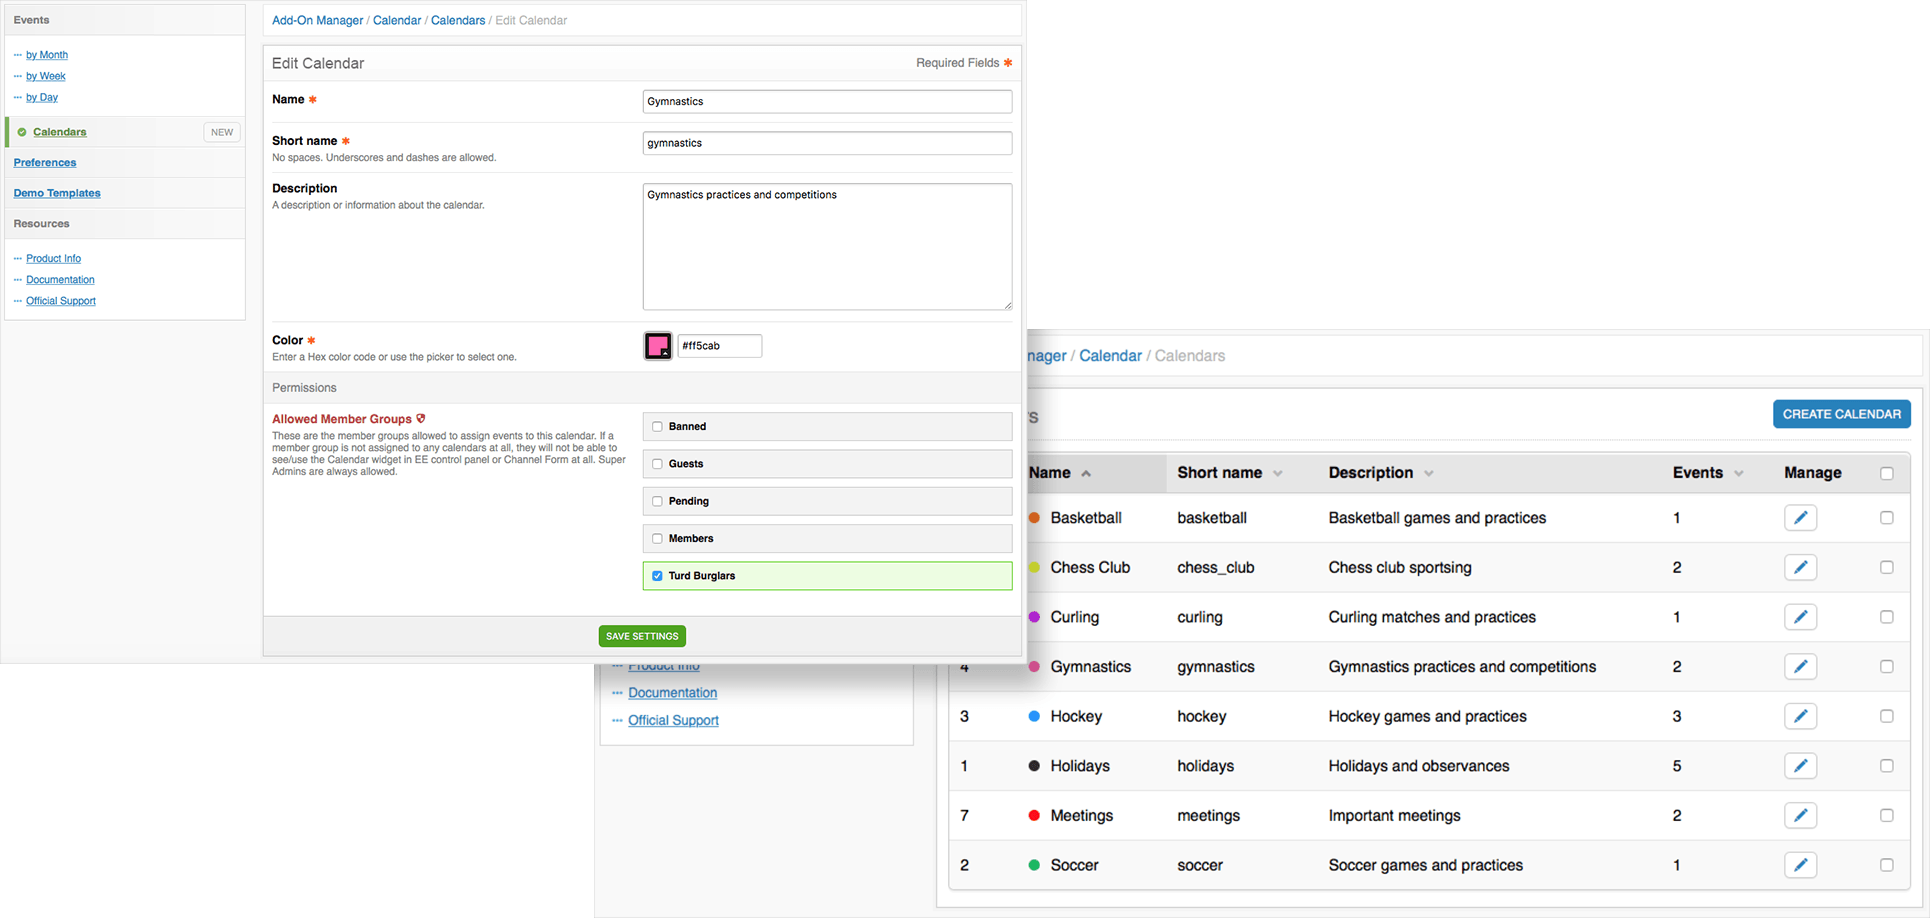 Events
by Month
by Week
by Day
Calendars NEW
Preferences
Demo Templates
Resources
Product Info
Documentation
Official Support
Add-On Manager / Calendar / Calendars / Edit Calendar
Edit Calendar Required Fields *
Name * Gymnastics
Short name * gymnastics
No spaces. Underscores and dashes are allowed.
Description Gymnastics practices and competitions
A description or information about the calendar.
Color * #ff5cab
Enter a Hex color code or use the picker to select one.
Permissions
Allowed Member Groups
These are the member groups allowed to assign events to this calendar. If a
member group is not assigned to any calendars at all, they will not be able to
see/use the Calendar widget in EE control panel or Channel Form at all. Super
Admins are always allowed.
Banned
Guests
Pending
Members
Turd Burglars
SAVE SETTINGS
nager / Calendar / Calendars
s CREATE CALENDAR
Name Short name Description Events Manage
Basketball basketball Basketball games and practices 1
Chess Club chess_club Chess club sportsing 2
Curling curling Curling matches and practices 1
4 Gymnastics gymnastics Gymnastics practices and competitions 2
3 Hockey hockey Hockey games and practices 3
1 Holidays holidays Holidays and observances 5
7 Meetings meetings Important meetings 2
2 Soccer soccer Soccer games and practices 1
Product Info
Documentation
Official Support